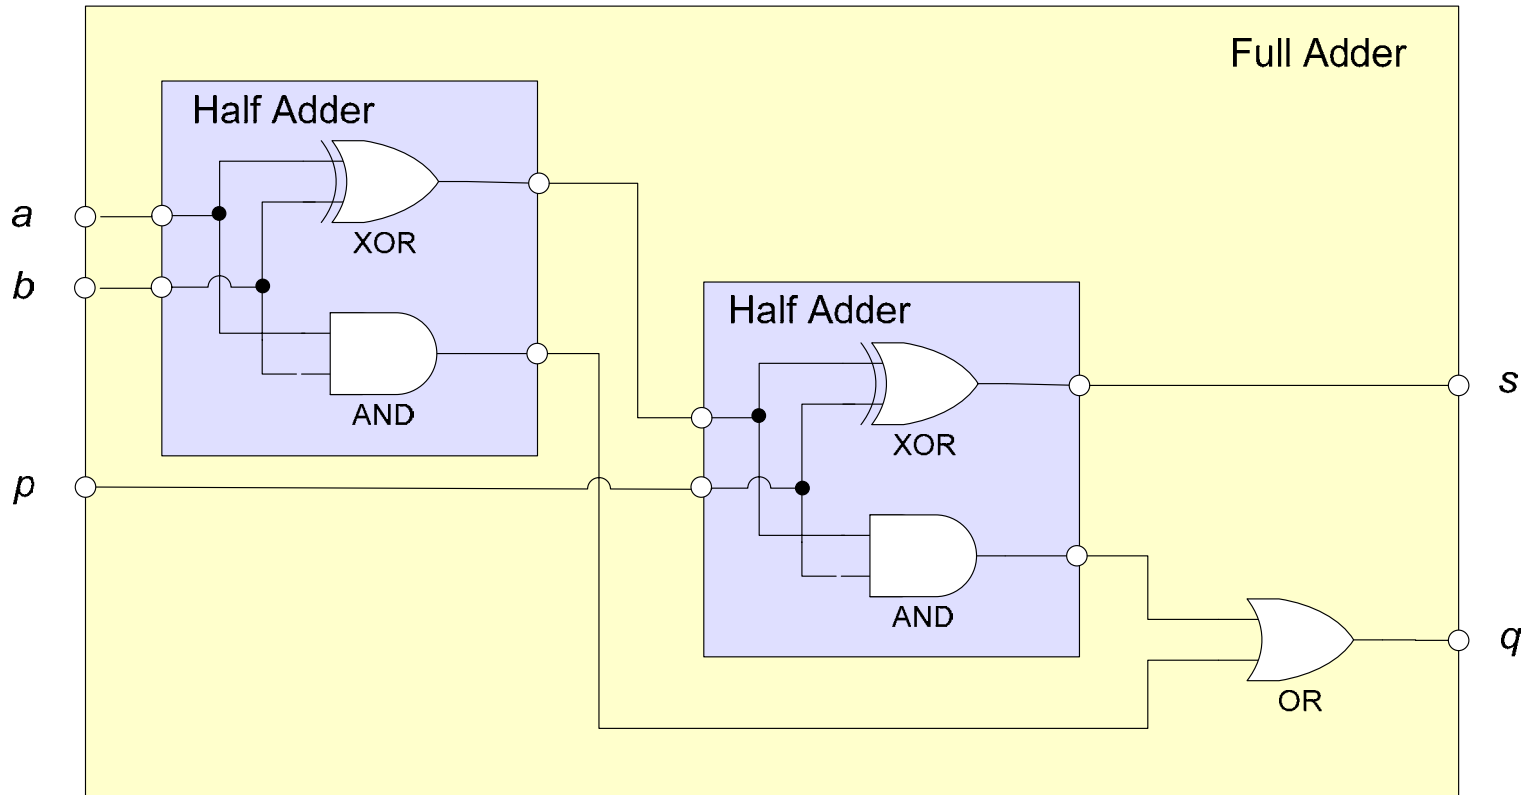 Full Adder
Half Adder
XOR
a
b
AND
Half Adder
s
XOR
p
AND
q
OR